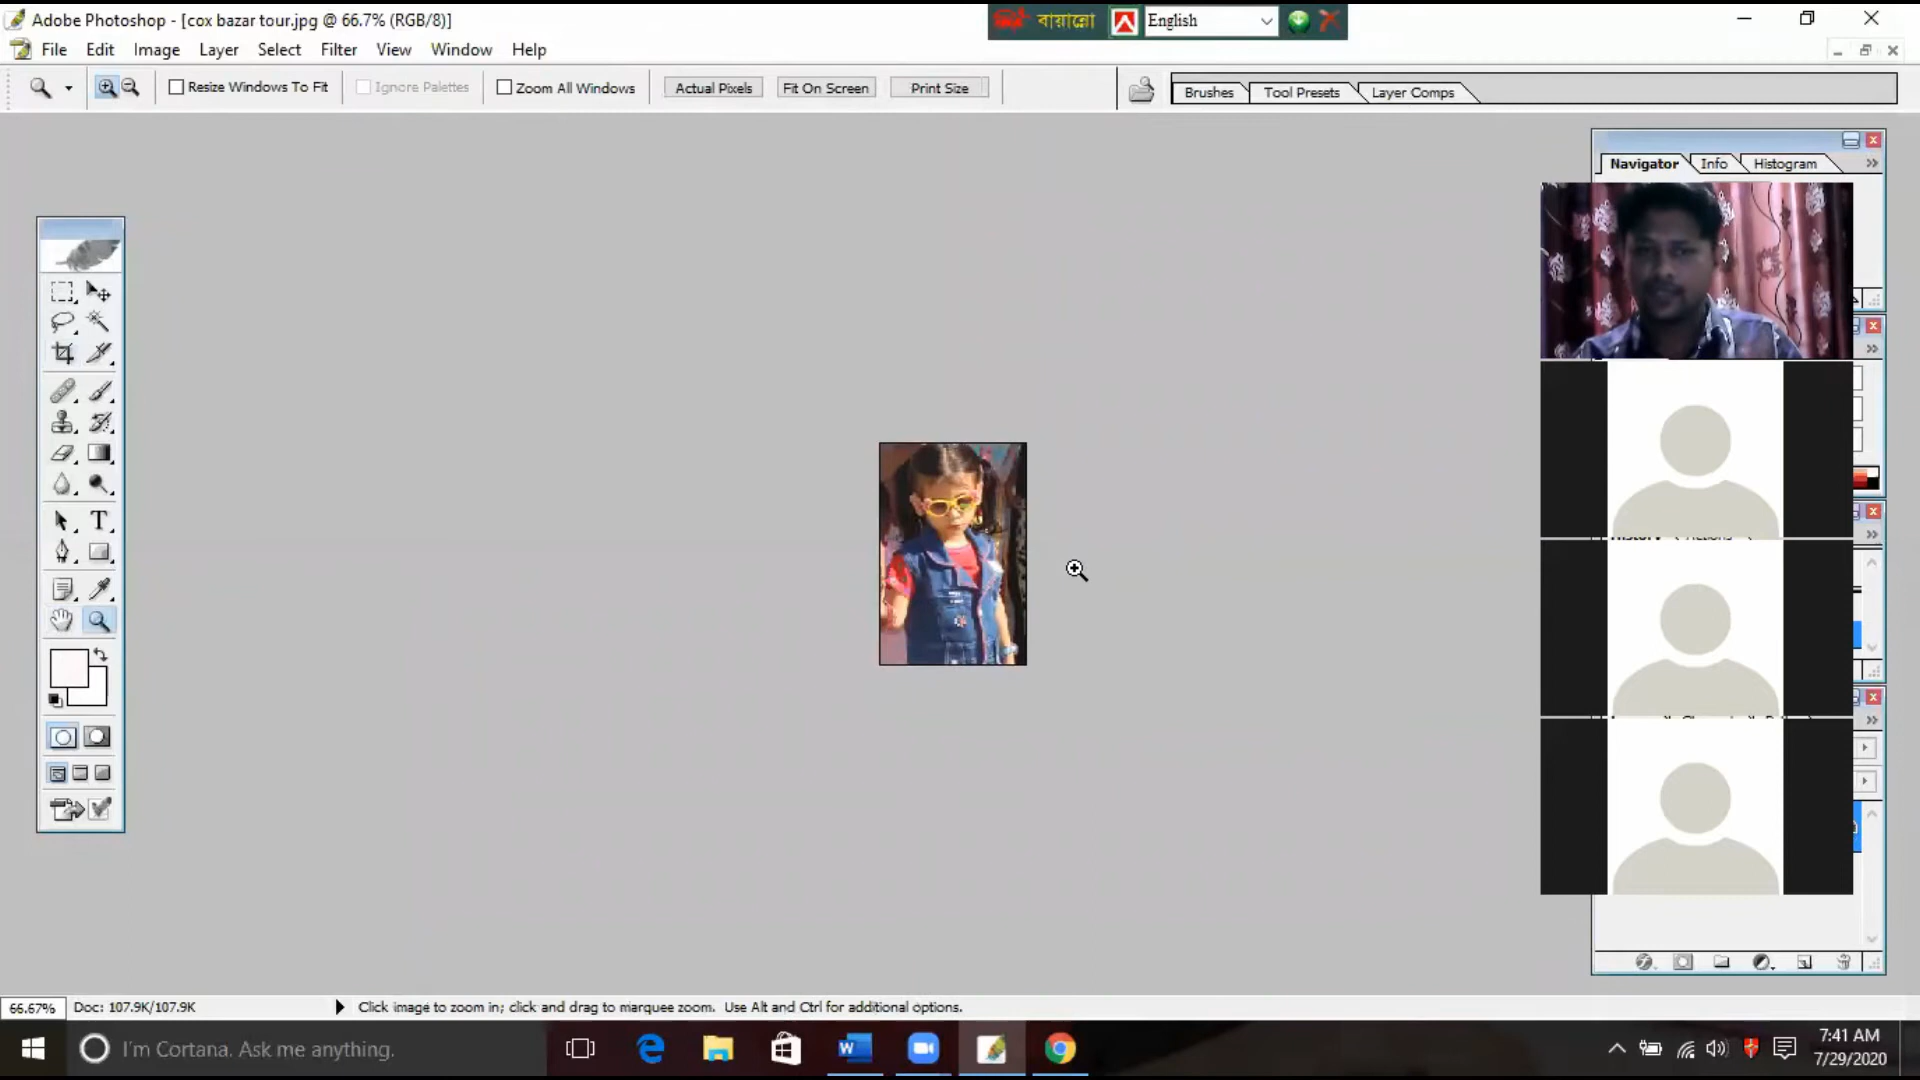 Adobe Photoshop - [cox bazar tour.jpg @ 66.7% (RGB/8)]
বায়ান্নো
English
File Edit Image Layer Select Filter View Window Help
Resize Windows To Fit
Ignore Palettes
Zoom All Windows
Actual Pixels
Fit On Screen
Print Size
Brushes
Tool Presets
Layer Comps
Navigator
Info
Histogram
T
66.67%
Doc: 107.9K/107.9K
Click image to zoom in; click and drag to marquee zoom. Use Alt and Ctrl for additional options.
I'm Cortana. Ask me anything.
7:41 AM
7/29/2020